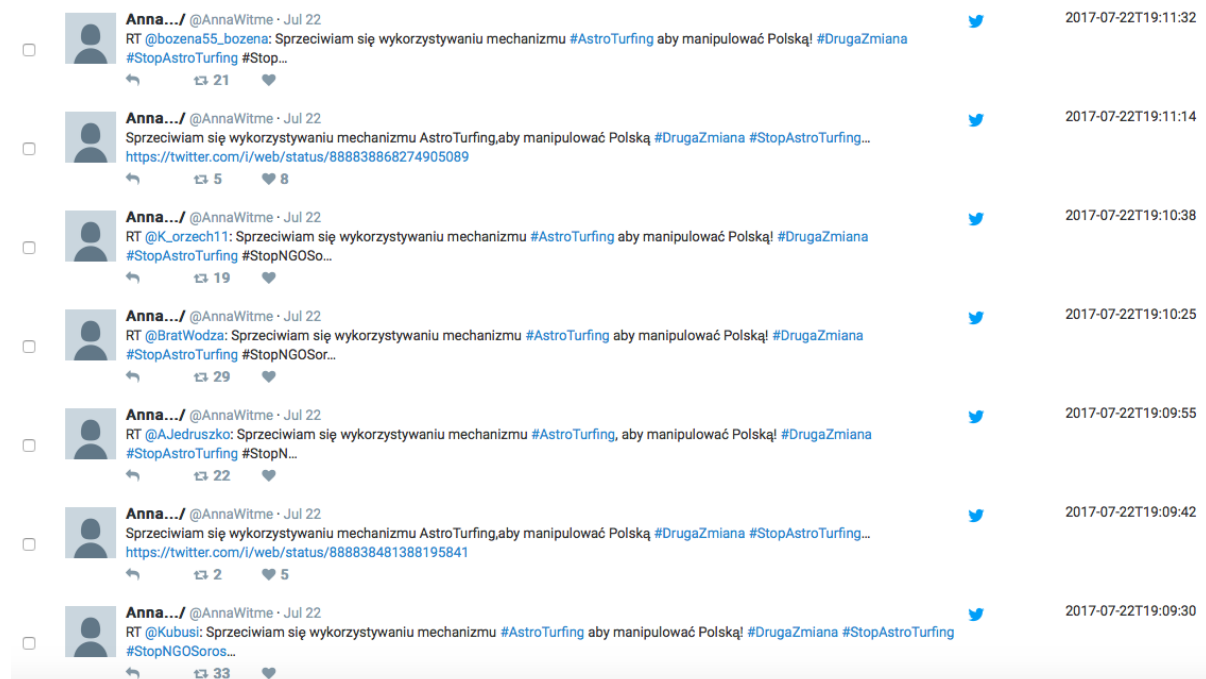 Anna.../ @AnnaWitme · Jul 22 2017-07-22T19:11:32
RT @bozena55_bozena: Sprzeciwiam się wykorzystywaniu mechanizmu #AstroTurfing aby manipulować Polską! #DrugaZmiana
#StopAstroTurfing #Stop...
21
Anna.../ @AnnaWitme · Jul 22 2017-07-22T19:11:14
Sprzeciwiam się wykorzystywaniu mechanizmu AstroTurfing,aby manipulować Polską #DrugaZmiana #StopAstroTurfing...
https://twitter.com/i/web/status/888838868274905089
5 8
Anna.../ @AnnaWitme · Jul 22 2017-07-22T19:10:38
RT @K_orzech11: Sprzeciwiam się wykorzystywaniu mechanizmu #AstroTurfing aby manipulować Polską! #DrugaZmiana
#StopAstroTurfing #StopNGOSo...
19
Anna.../ @AnnaWitme · Jul 22 2017-07-22T19:10:25
RT @BratWodza: Sprzeciwiam się wykorzystywaniu mechanizmu #AstroTurfing aby manipulować Polską! #DrugaZmiana
#StopAstroTurfing #StopNGOSor...
29
Anna.../ @AnnaWitme · Jul 22 2017-07-22T19:09:55
RT @AJedruszko: Sprzeciwiam się wykorzystywaniu mechanizmu #AstroTurfing, aby manipulować Polską! #DrugaZmiana
#StopAstroTurfing #StopN...
22
Anna.../ @AnnaWitme · Jul 22 2017-07-22T19:09:42
Sprzeciwiam się wykorzystywaniu mechanizmu AstroTurfing,aby manipulować Polską #DrugaZmiana #StopAstroTurfing...
https://twitter.com/i/web/status/888838481388195841
2 5
Anna.../ @AnnaWitme · Jul 22 2017-07-22T19:09:30
RT @Kubusi: Sprzeciwiam się wykorzystywaniu mechanizmu #AstroTurfing aby manipulować Polską! #DrugaZmiana #StopAstroTurfing
#StopNGOSoros...
33